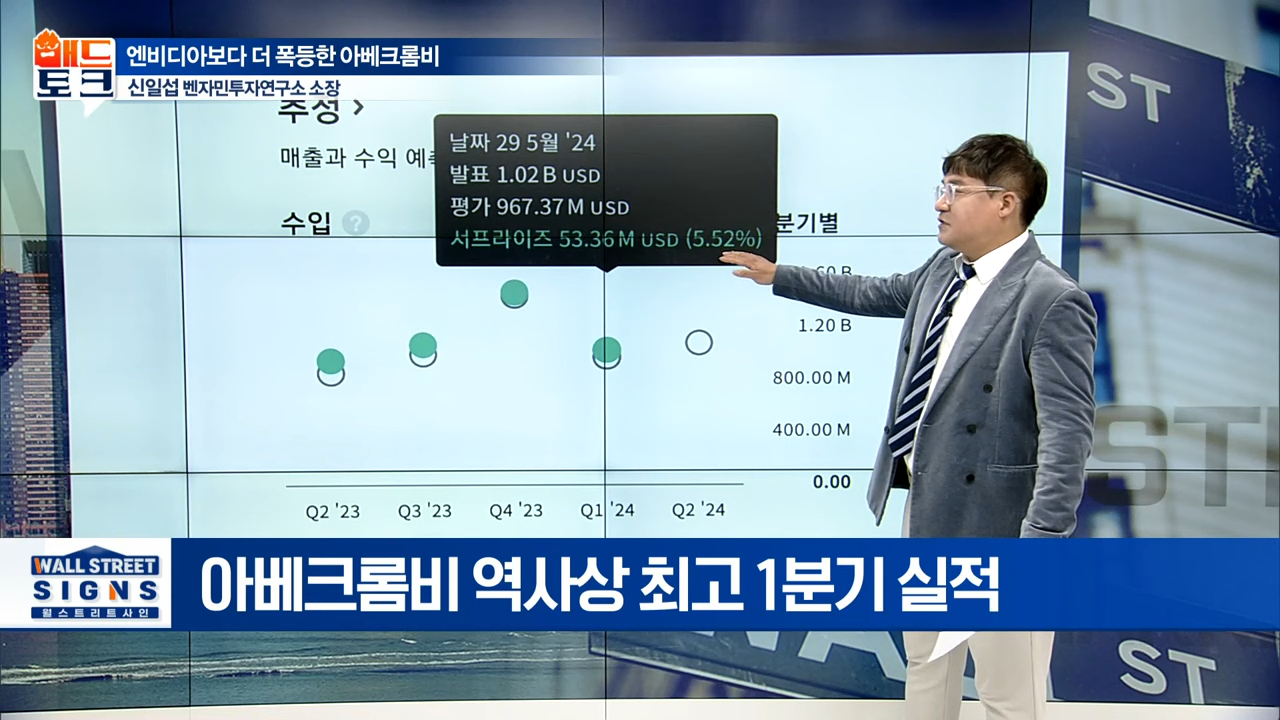 매드
토크
엔비디아보다 더 폭등한 아베크롬비
신일섭 벤자민투자연구소 소장
추정 >
매출과 수익
날짜 29 5월 '24
발표 1.02 B USD
평가 967.37 M USD
서프라이즈 53.36 M USD (5.52%)
수입 ?
분기별
1.20 B
800.00 M
400.00 M
0.00
Q2 '23
Q3 '23
Q4 '23
Q1 '24
Q2 '24
ST
WALL STREET
SIGNS
월스트리트사인
아베크롬비 역사상 최고 1분기 실적
ST